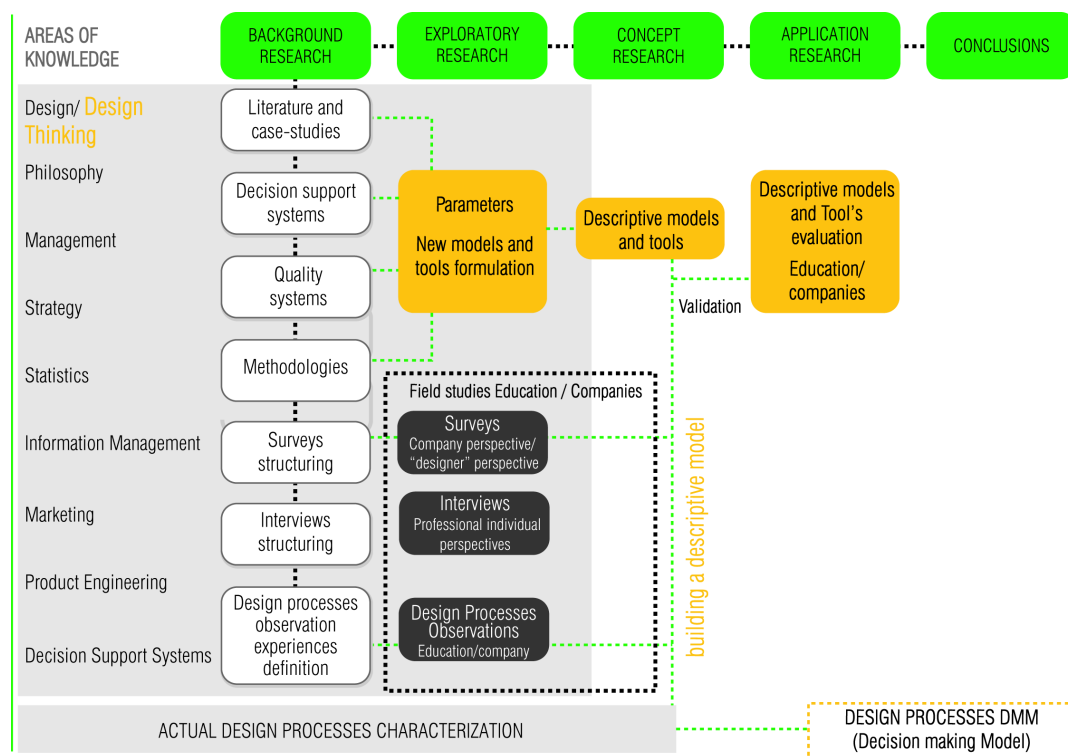 AREAS OF
KNOWLEDGE
BACKGROUND
RESEARCH
EXPLORATORY
RESEARCH
CONCEPT
RESEARCH
APPLICATION
RESEARCH
CONCLUSIONS
Design/ Design
Thinking
Philosophy
Management
Strategy
Statistics
Information Management
Marketing
Product Engineering
Decision Support Systems
Literature and
case-studies
Decision support
systems
Quality
systems
Methodologies
Surveys
structuring
Interviews
structuring
Design processes
observation
experiences
definition
Parameters
New models and
tools formulation
Field studies Education / Companies
Surveys
Company perspective/
“designer” perspective
Interviews
Professional individual
perspectives
Design Processes
Observations
Education/company
Descriptive models
and tools
Validation
building a descriptive model
Descriptive models
and Tool's
evaluation
Education/
companies
ACTUAL DESIGN PROCESSES CHARACTERIZATION
DESIGN PROCESSES DMM
(Decision making Model)